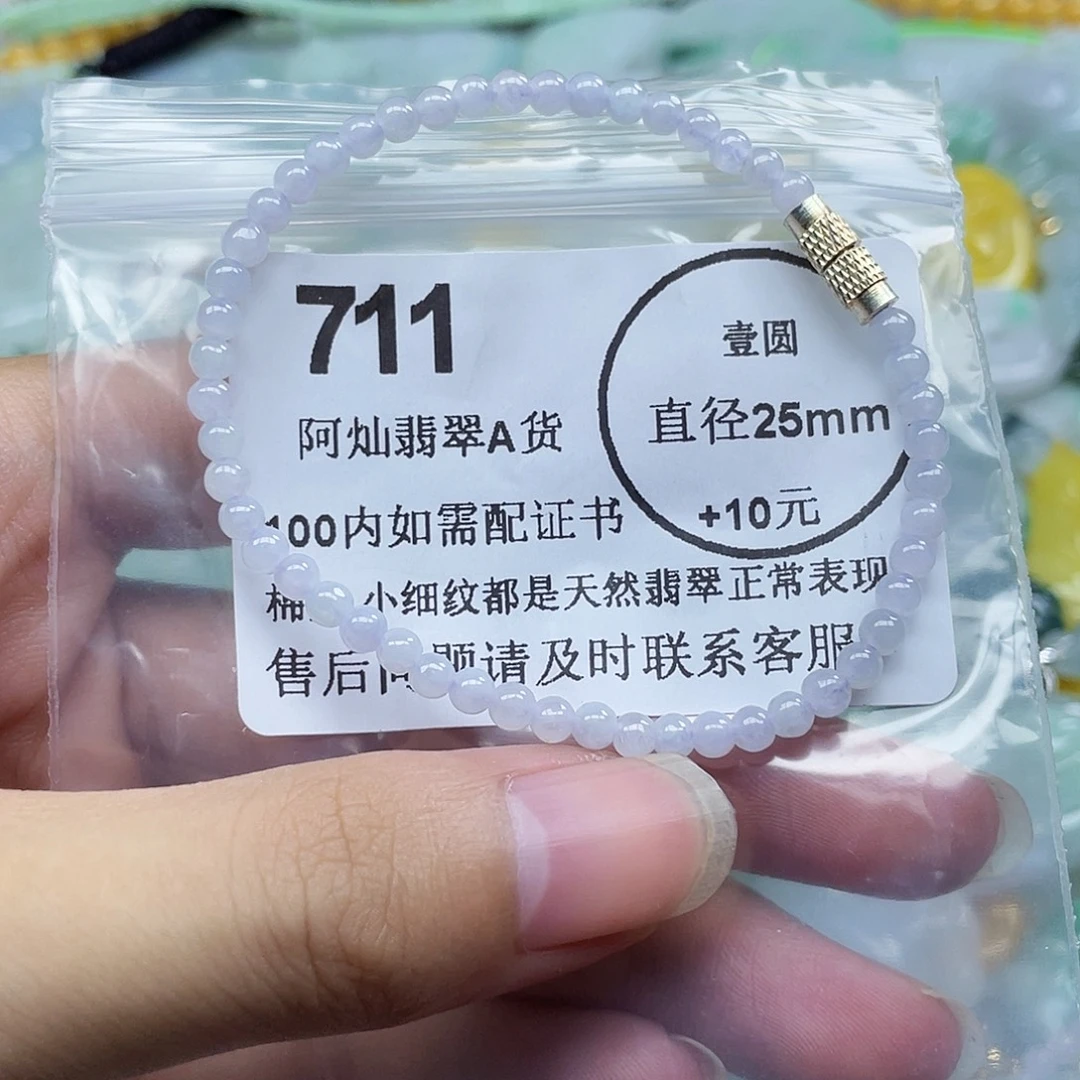 711
壹圆
直径25mm
+10元
阿灿翡翠A货
100内如需配证书
棉 小细纹都是天然翡翠正常表现
售后问题请及时联系客服